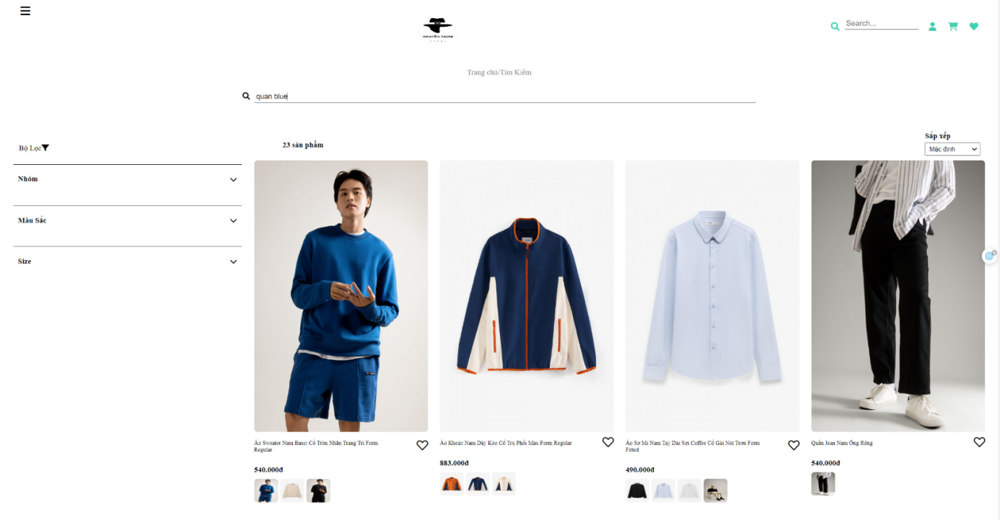 NGUYÊN TRỌNG
STORE
Search...
Trang chủ/Tìm Kiếm
quan blue
Bộ Lọc
23 sản phẩm
Sắp xếp
Mặc định
Nhóm
Màu Sắc
Size
Áo Sweater Nam Basic Cổ Tròn Nhấn Trang Trí Form
Regular
540.000đ
Áo Khoác Nam Dây Kéo Cổ Trụ Phối Màu Form Regular
883.000đ
Áo Sơ Mi Nam Tay Dài Sợi Coffee Cổ Gài Nút Trơn Form
Fitted
490.000đ
Quần Jean Nam Ống Rộng
540.000đ